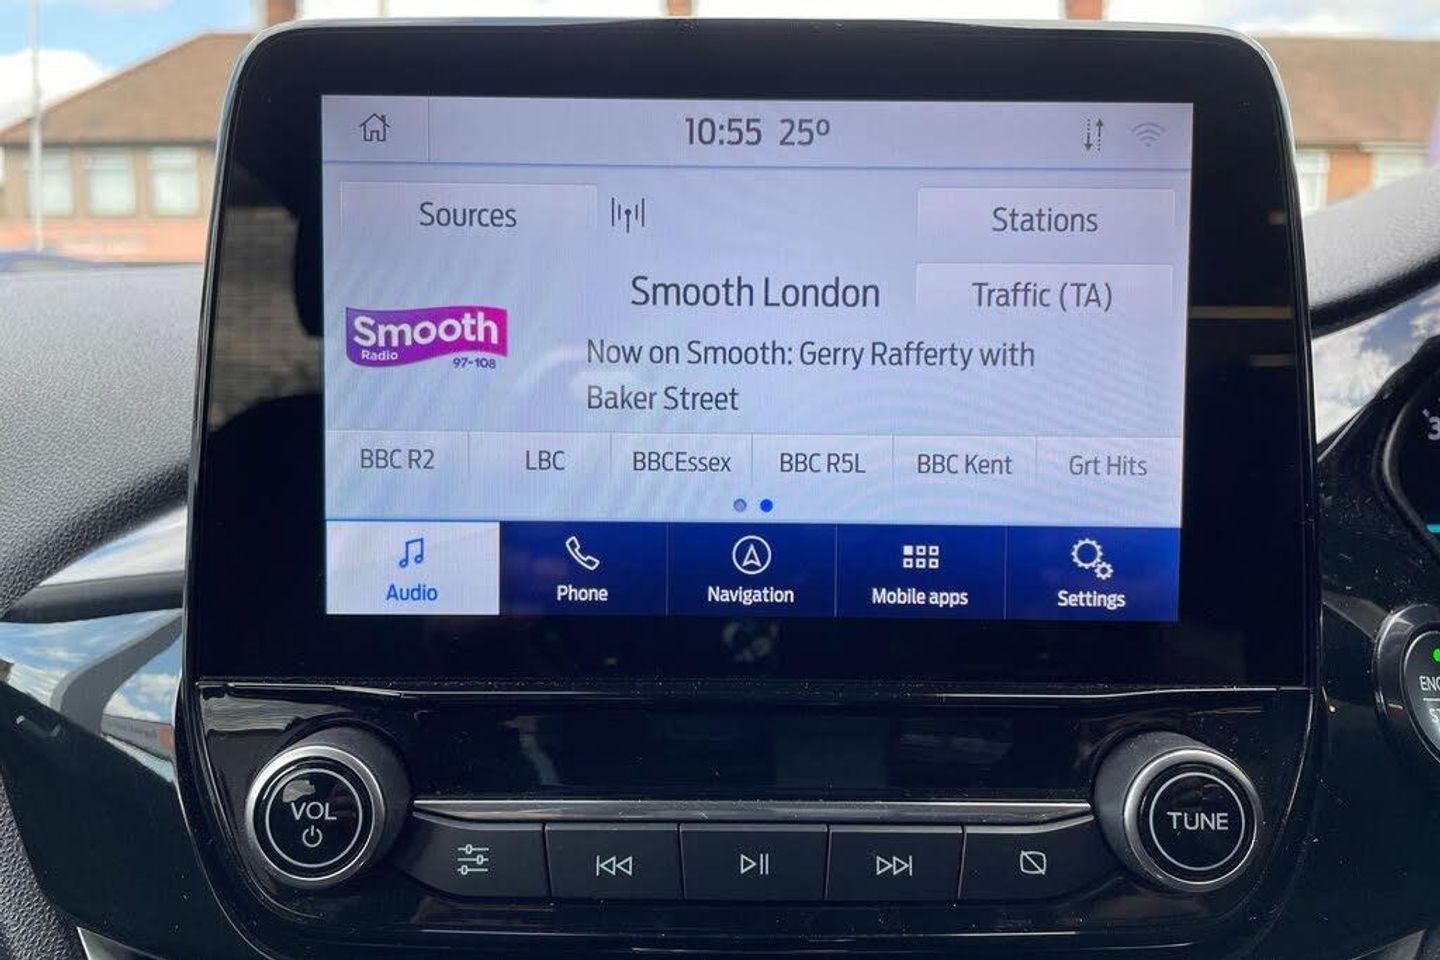 10:55 25º
Sources
Stations
Smooth London
Traffic (TA)
Smooth
Radio
97-108
Now on Smooth: Gerry Rafferty with
Baker Street
BBC R2 LBC BBCEssex BBC R5L BBC Kent Grt Hits
Audio Phone Navigation Mobile apps Settings
VOL
TUNE